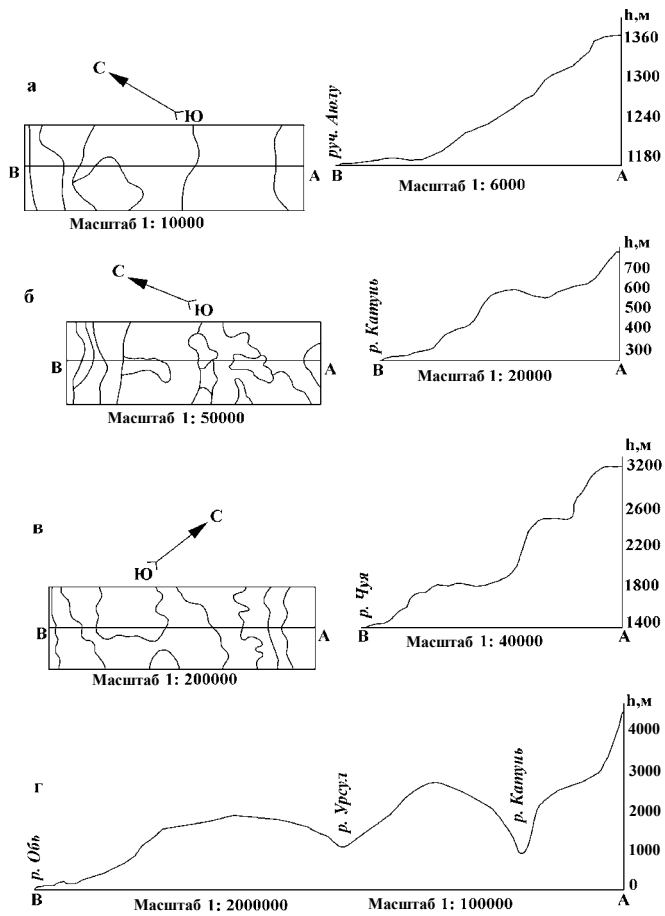 а
С
Ю
В
А
Масштаб 1: 10000
h,м
1360
1300
1240
1180
руч. Аюлу
В
А
Масштаб 1: 6000
б
С
Ю
В
А
Масштаб 1: 50000
h,м
700
600
500
400
300
р. Катунь
В
А
Масштаб 1: 20000
в
С
Ю
В
А
Масштаб 1: 200000
h,м
3200
2600
2200
1800
1400
р. Чуя
В
А
Масштаб 1: 40000
г
h,м
4000
3000
2000
1000
0
р. Обь
р. Урсул
р. Катунь
В
А
Масштаб 1: 2000000
Масштаб 1: 100000